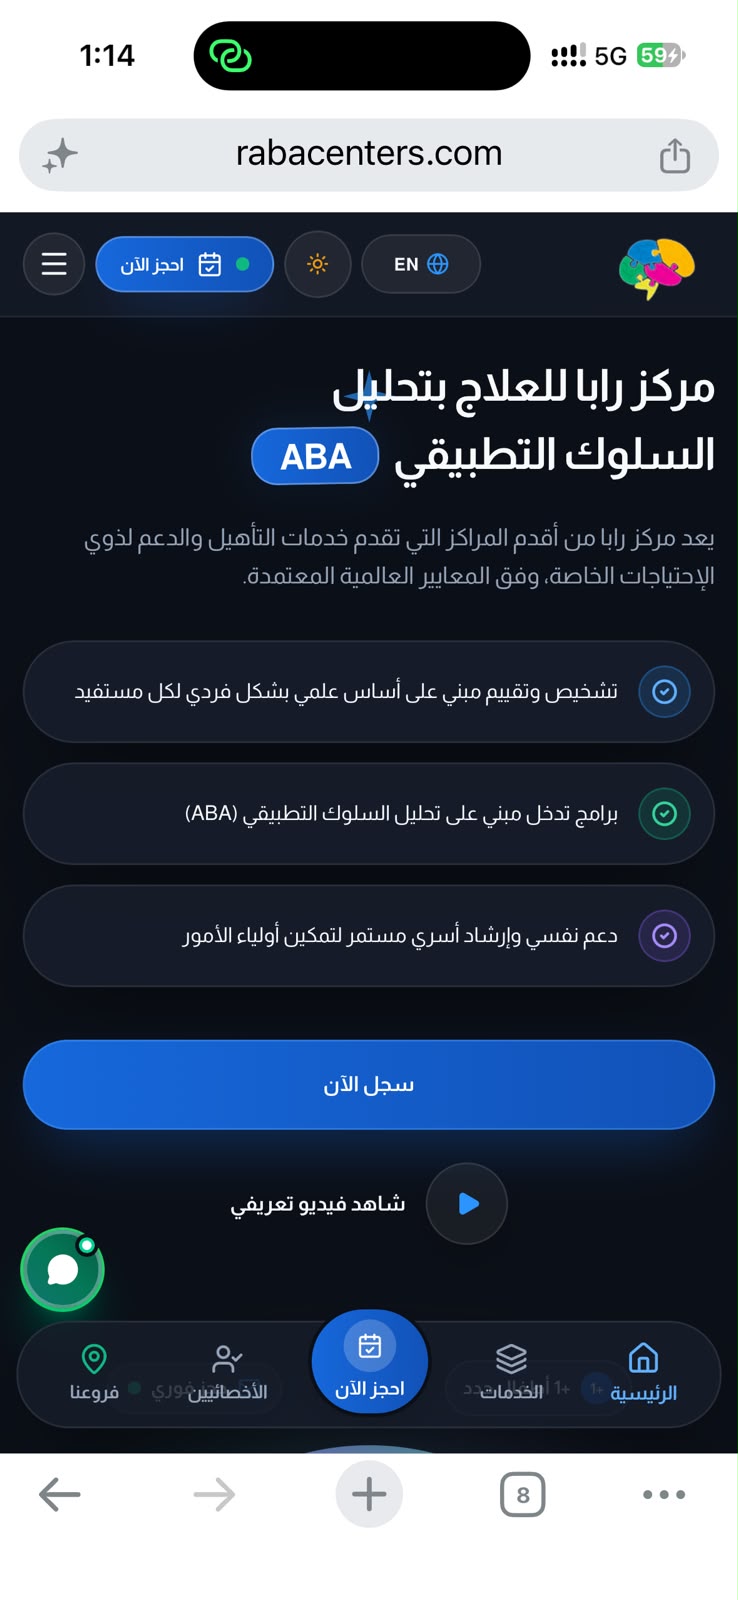 1:14
5G
59
rabacenters.com
احجز الآن
EN
مركز رابا للعلاج بتحليل
السلوك التطبيقي ABA
يعد مركز رابا من أقدم المراكز التي تقدم خدمات التأهيل والدعم لذوي
الإحتياجات الخاصة، وفق المعايير العالمية المعتمدة.
تشخيص وتقييم مبني على أساس علمي بشكل فردي لكل مستفيد
برامج تدخل مبني على تحليل السلوك التطبيقي (ABA)
دعم نفسي وإرشاد أسري مستمر لتمكين أولياء الأمور
سجل الآن
شاهد فيديو تعريفي
+1
الرئيسية
الخدمات
احجز الآن
الأخصائيين
فروعنا
8